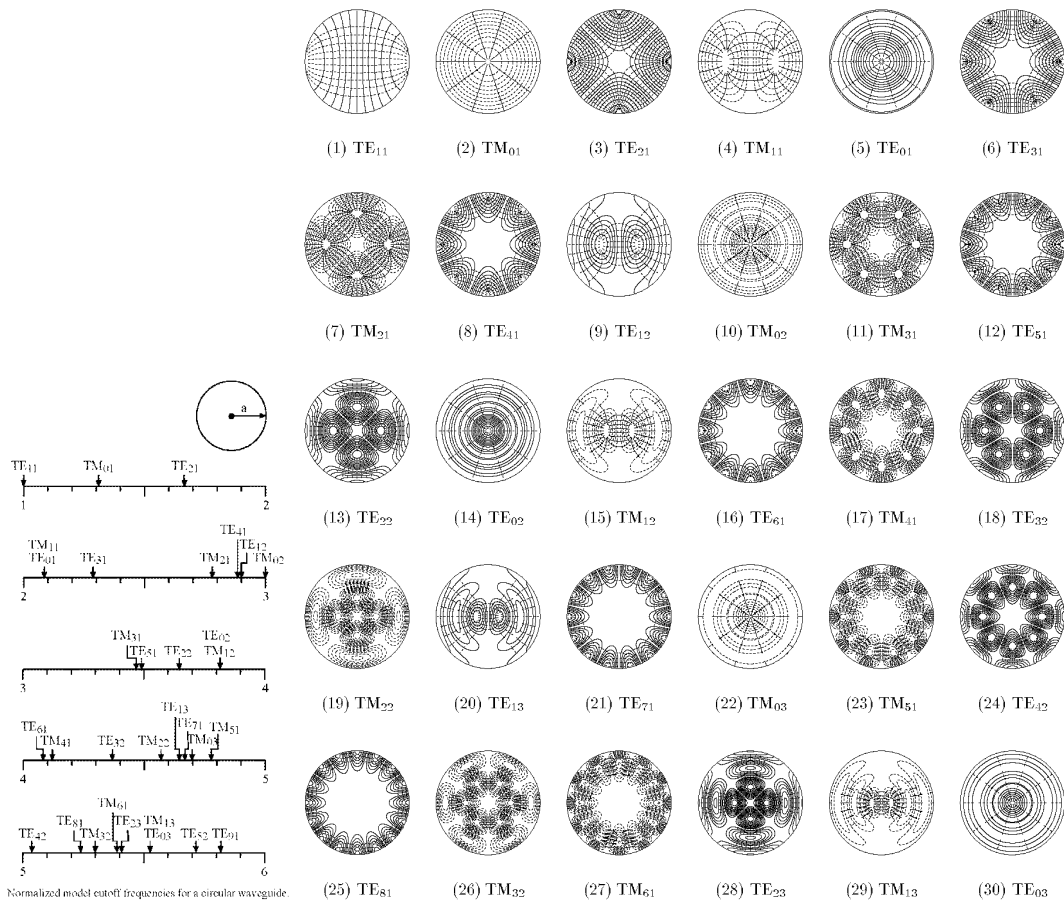 (1) TE11 (2) TM01 (3) TE21 (4) TM11 (5) TE01 (6) TE31
(7) TM21 (8) TE41 (9) TE12 (10) TM02 (11) TM31 (12) TE51
(13) TE22 (14) TE02 (15) TM12 (16) TE61 (17) TM41 (18) TE32
(19) TM22 (20) TE13 (21) TE71 (22) TM03 (23) TM51 (24) TE42
(25) TE81 (26) TM32 (27) TM61 (28) TE23 (29) TM13 (30) TE03
a
TE11 TM01 TE21
1 2
TE41
TM11 TE12
TE01 TE31 TM21 TM02
2 3
TM31 TE02
TE51 TE22 TM12
3 4
TE13
TE61 TE71 TM51
TM41 TE32 TM22 TM03
4 5
TM61
TE81 TE23 TM13
TE42 TM32 TE03 TE52 TE91
5 6
Normalized model cutoff frequencies for a circular waveguide.